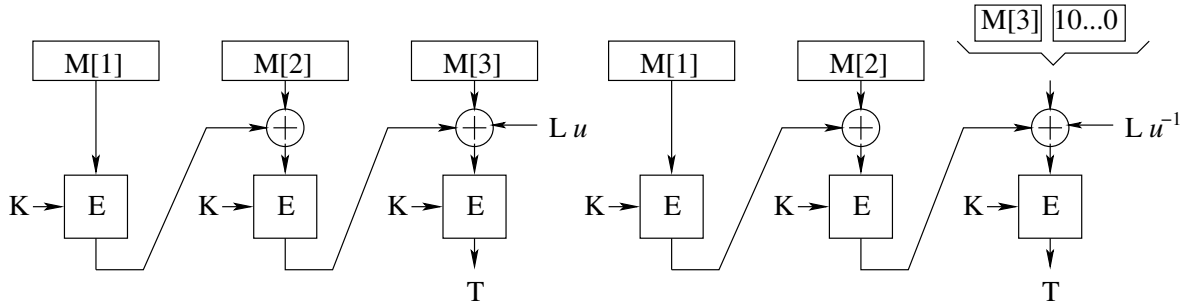 M[3] 10...0
M[1] M[2] M[3] M[1] M[2]
L u L u⁻¹
K E K E K E K E K E K E
T T